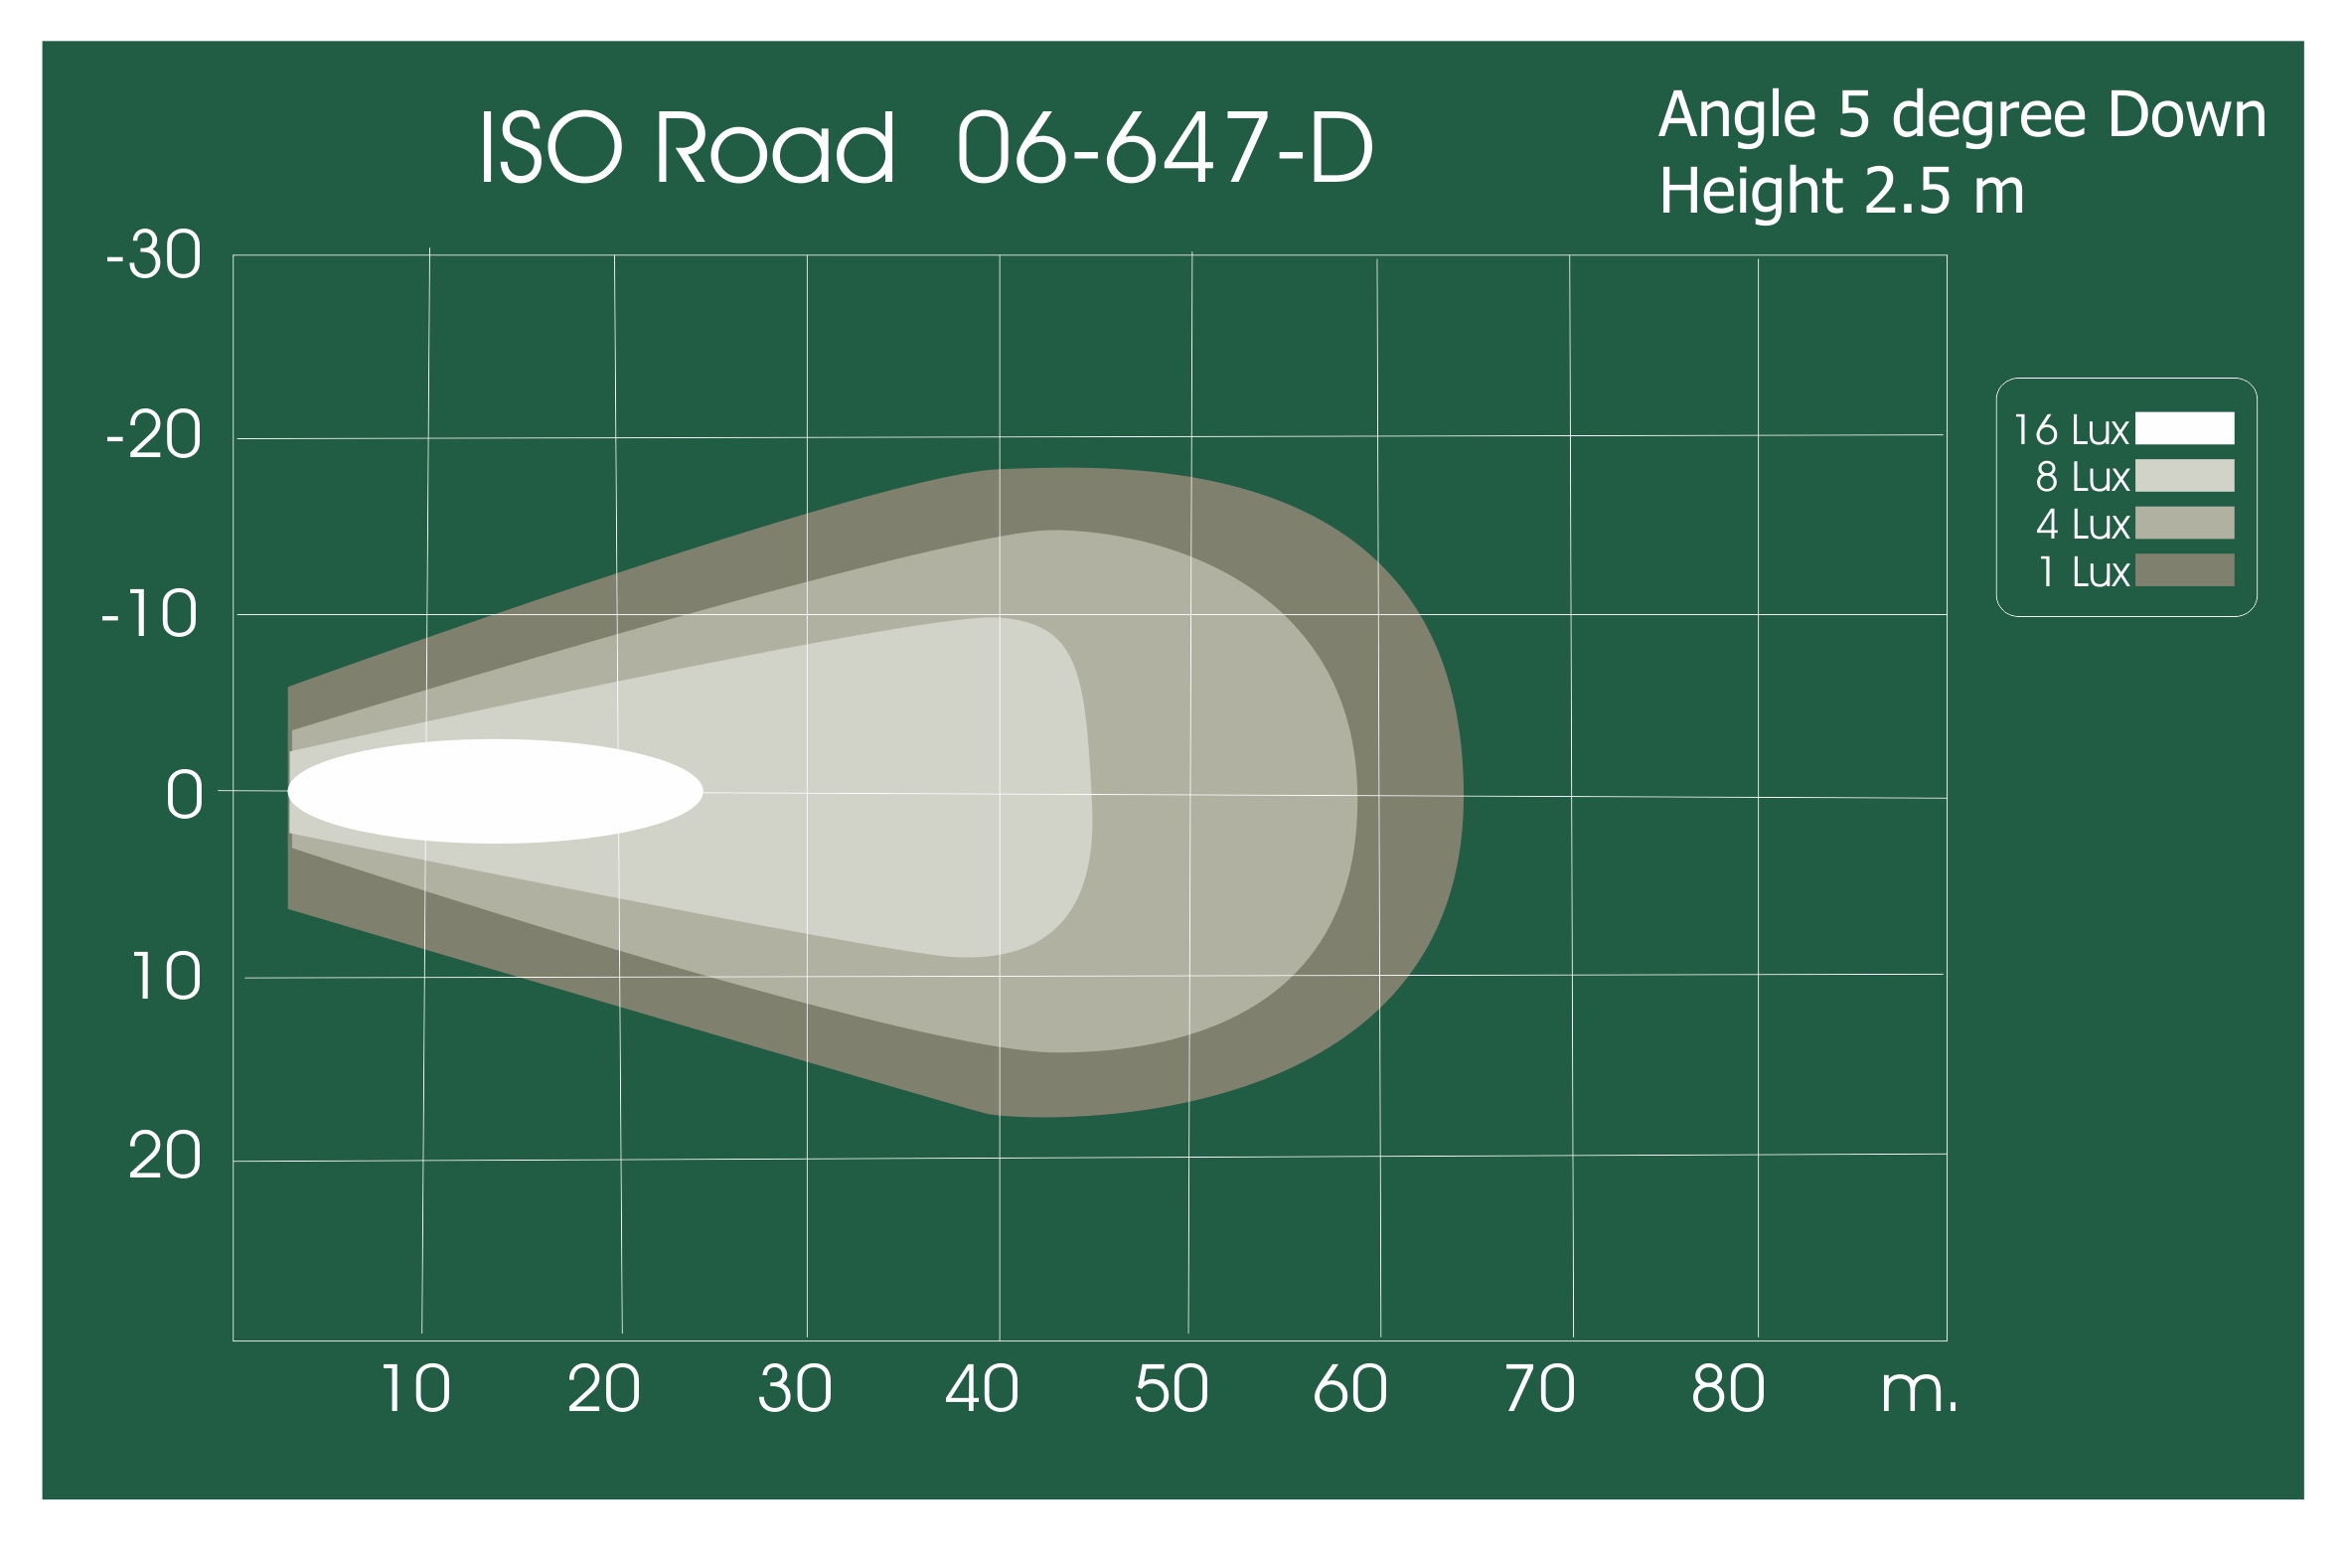 ISO Road 06-647-D
Angle 5 degree Down
Height 2.5 m
-30
-20
-10
0
10
20
16 Lux
8 Lux
4 Lux
1 Lux
10 20 30 40 50 60 70 80 m.